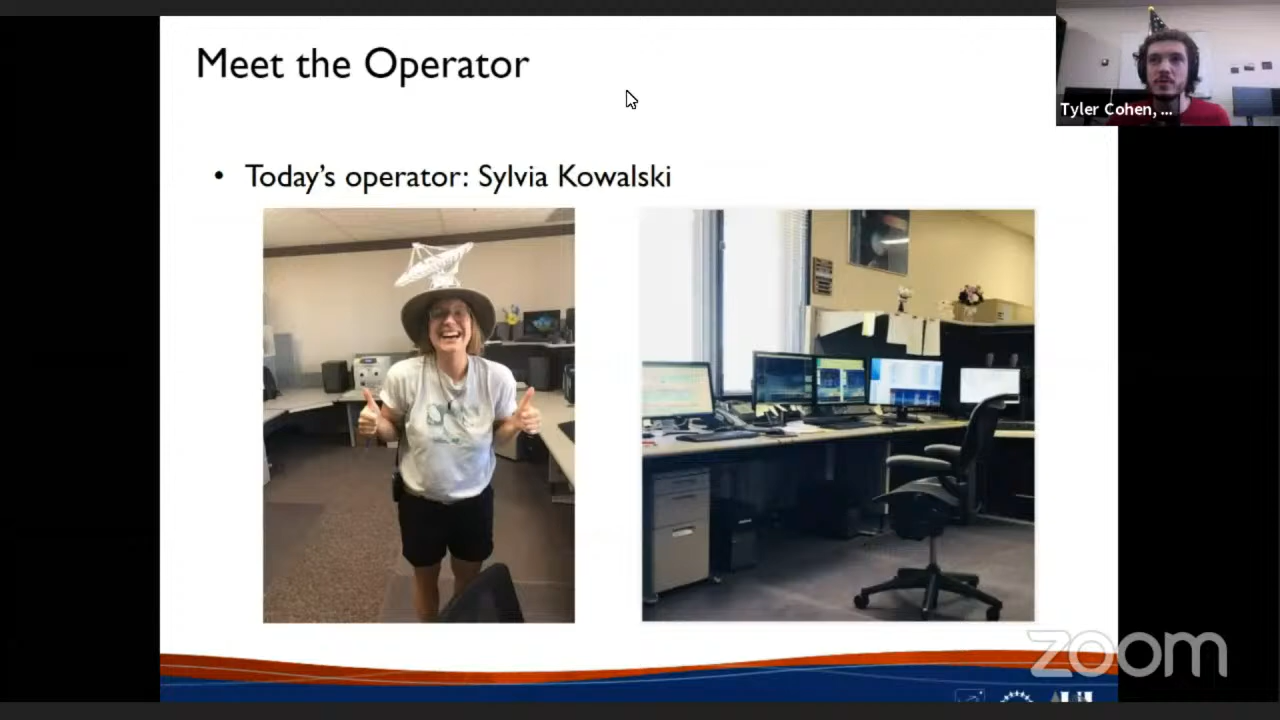 Meet the Operator
Tyler Cohen, ...
• Today's operator: Sylvia Kowalski
zoom